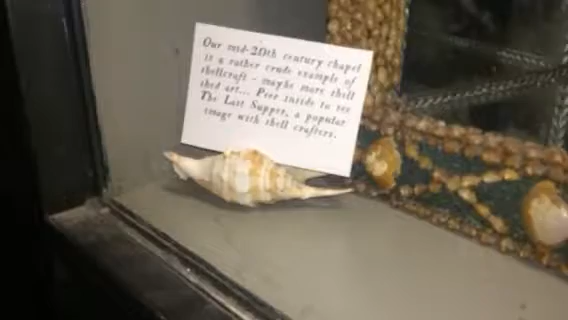 Our mid-20th century chapel
is a rather crude example of
shellcraft - maybe more shell
than art... Peer inside to see
The Last Supper, a popular
image with shell crafters.